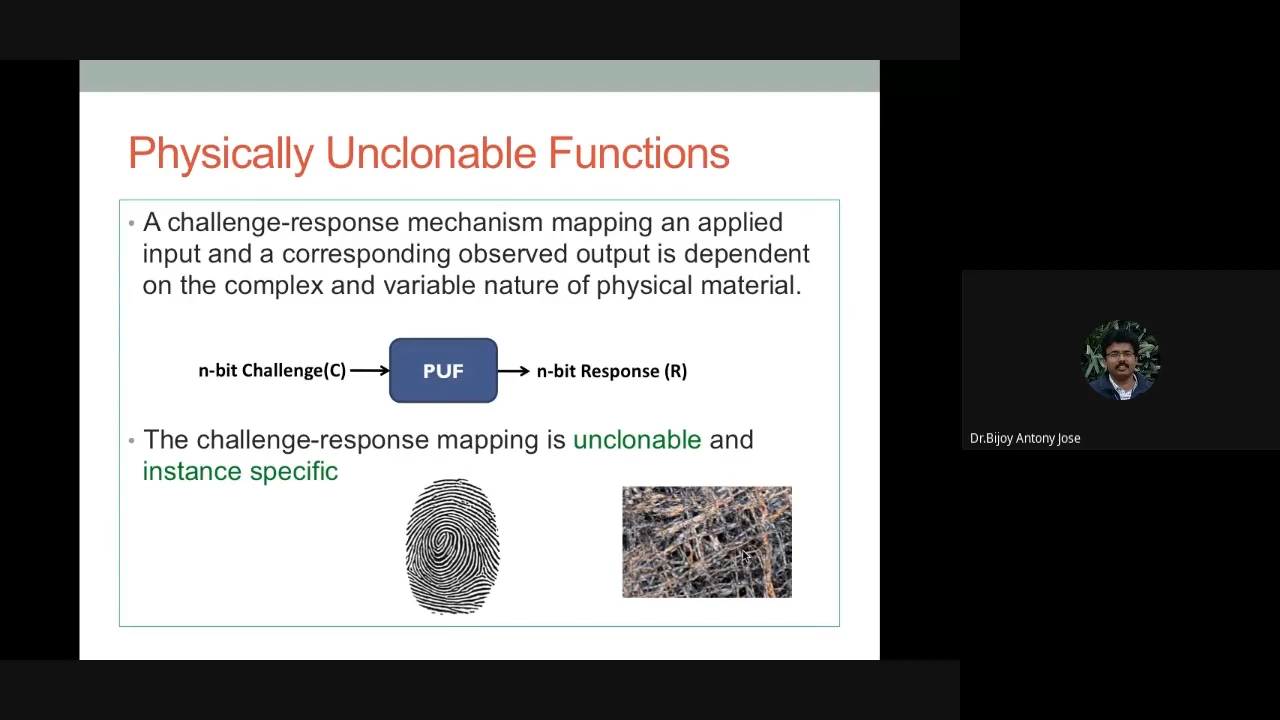 Physically Unclonable Functions
• A challenge-response mechanism mapping an applied
input and a corresponding observed output is dependent
on the complex and variable nature of physical material.
n-bit Challenge(C) PUF n-bit Response (R)
• The challenge-response mapping is unclonable and
instance specific
Dr.Bijoy Antony Jose